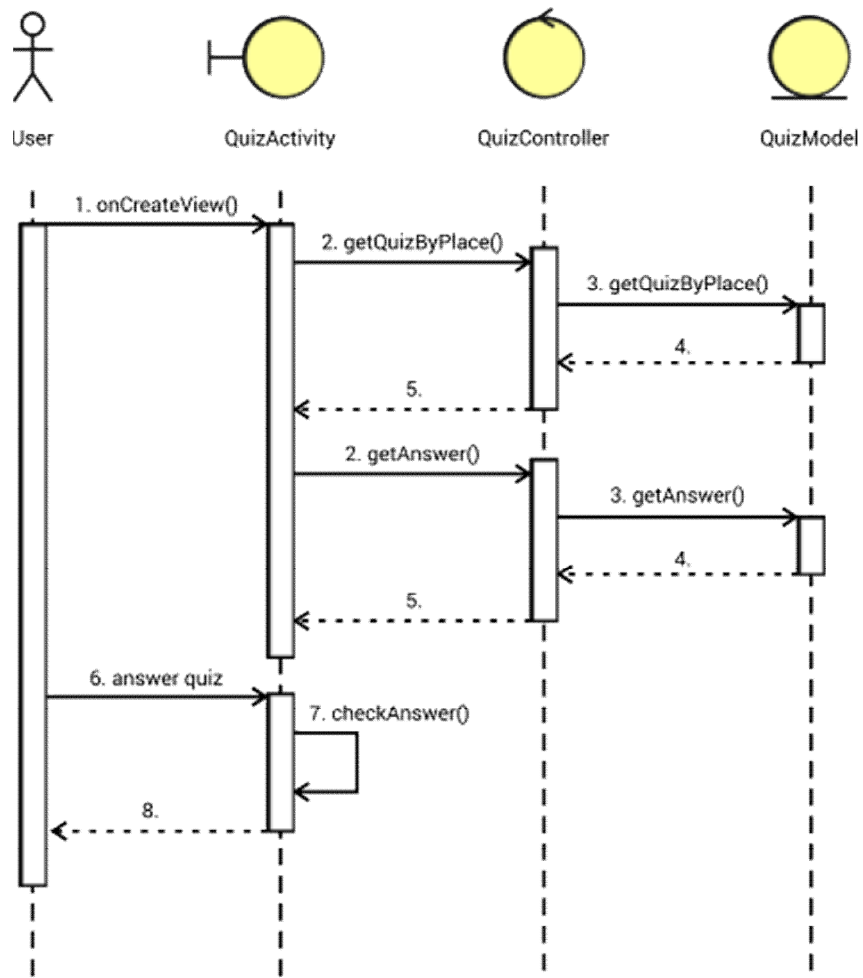 User
QuizActivity
QuizController
QuizModel
1. onCreateView()
2. getQuizByPlace()
3. getQuizByPlace()
4.
5.
2. getAnswer()
3. getAnswer()
4.
5.
6. answer quiz
7. checkAnswer()
8.